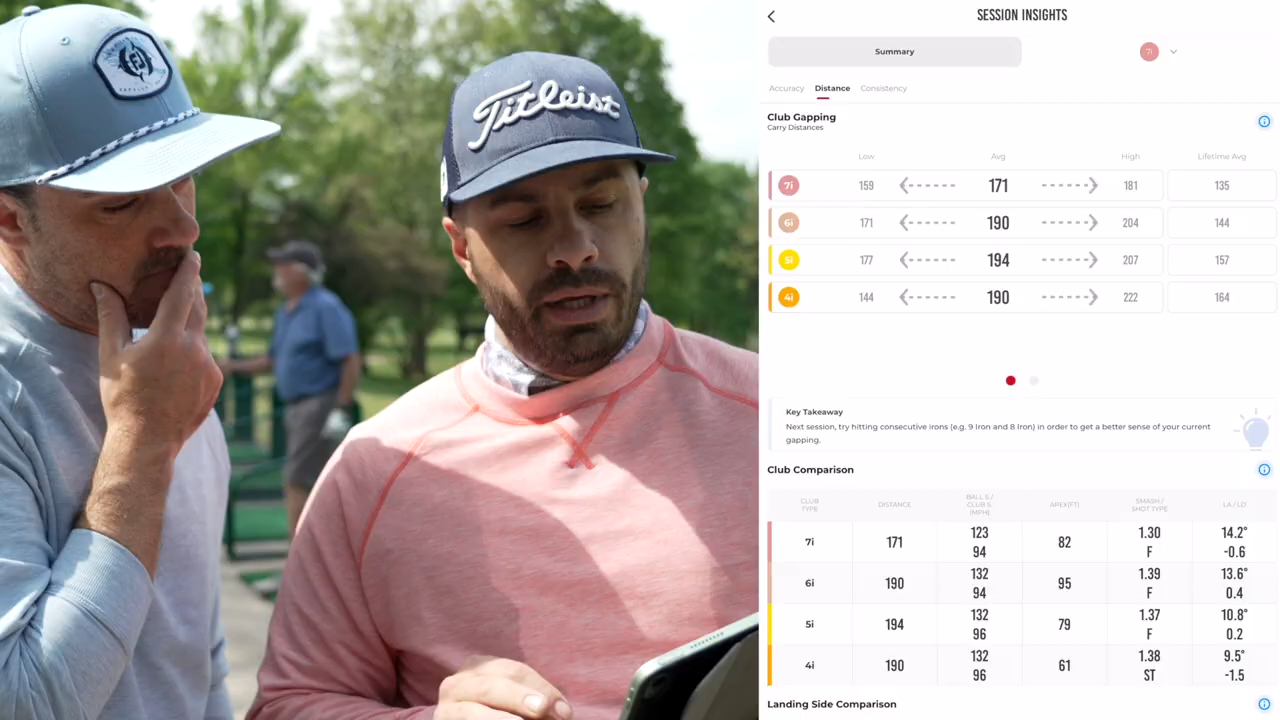 Titleist
SESSION INSIGHTS
Summary
7i
Accuracy Distance Consistency
Club Gapping
Carry Distances
Low Avg High Lifetime Avg
7i 159 171 181 135
6i 171 190 204 144
5i 177 194 207 157
4i 144 190 222 164
Key Takeaway
Next session, try hitting consecutive irons (e.g. 9 Iron and 8 Iron) in order to get a better sense of your current
gapping.
Club Comparison
CLUB TYPE DISTANCE BALL S / CLUB S (MPH) APEX(FT) SMASH / SHOT TYPE LA / LD
7i 171 123 94 82 1.30 F 14.2° -0.6
6i 190 132 94 95 1.39 F 13.6° 0.4
5i 194 132 96 79 1.37 F 10.8° 0.2
4i 190 132 96 61 1.38 ST 9.5° -1.5
Landing Side Comparison